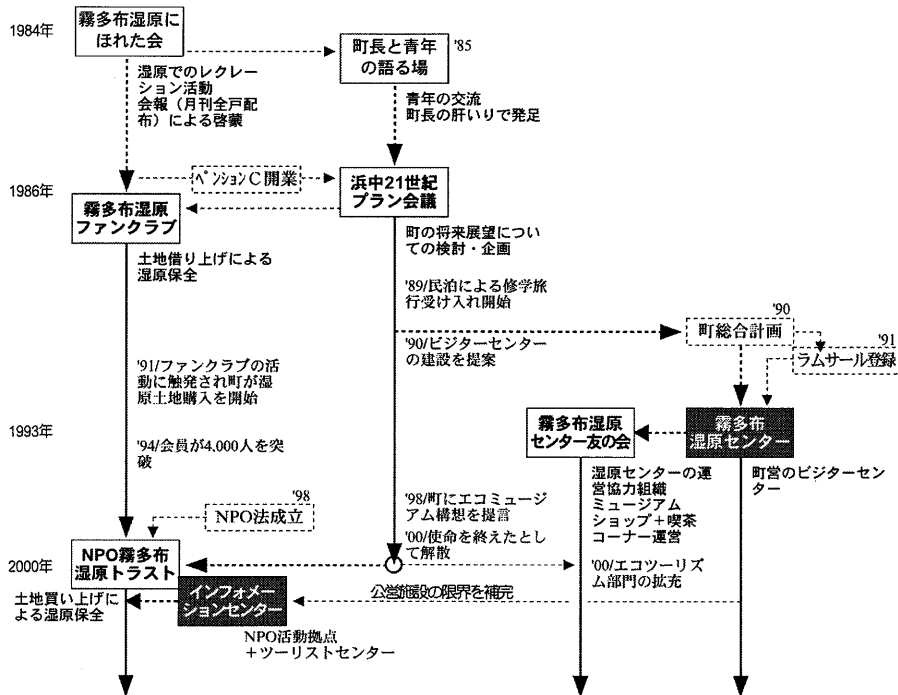 1984年
霧多布湿原に
ほれた会
町長と青年
の語る場
'85
湿原でのレクレー
ション活動
会報（月刊全戸配
布）による啓蒙
青年の交流
町長の肝いりで発足
1986年
ペンションC開業
浜中21世紀
プラン会議
霧多布湿原
ファンクラブ
土地借り上げによる
湿原保全
町の将来展望につい
ての検討・企画
'89/民泊による修学旅
行受け入れ開始
'90/ビジターセンター
の建設を提案
'90
町総合計画
'91
ラムサール登録
'91/ファンクラブの活
動に触発され町が湿
原土地購入を開始
1993年
霧多布湿原
センター友の会
霧多布
湿原センター
'94/会員が4,000人を突
破
湿原センターの運
営協力組織
ミュージアム
ショップ＋喫茶
コーナー運営
町営のビジターセン
ター
'98
NPO法成立
'98/町にエコミュージ
アム構想を提言
'00/使命を終えたとし
て解散
2000年
NPO霧多布
湿原トラスト
'00/エコツーリズ
ム部門の拡充
土地買い上げに
よる湿原保全
インフォメー
ションセンター
公営施設の限界を補完
NPO活動拠点
＋ツーリストセンター